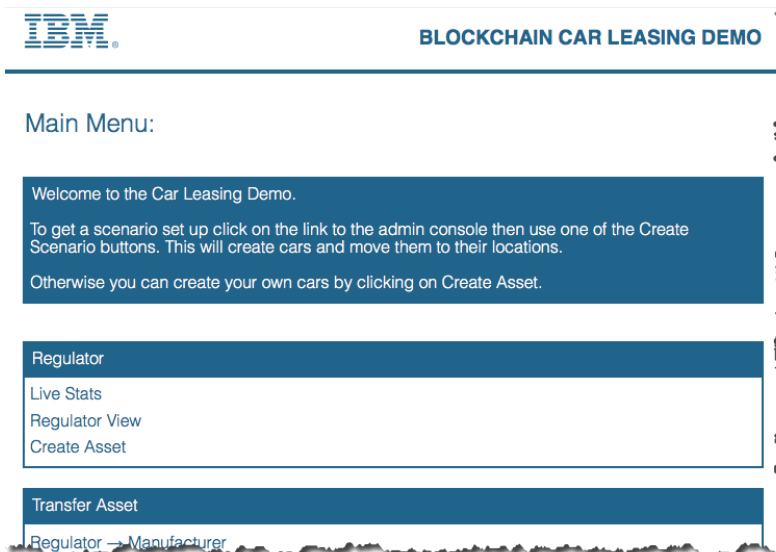 IBM.
BLOCKCHAIN CAR LEASING DEMO
Main Menu:
Welcome to the Car Leasing Demo.
To get a scenario set up click on the link to the admin console then use one of the Create
Scenario buttons. This will create cars and move them to their locations.
Otherwise you can create your own cars by clicking on Create Asset.
Regulator
Live Stats
Regulator View
Create Asset
Transfer Asset
Regulator → Manufacturer